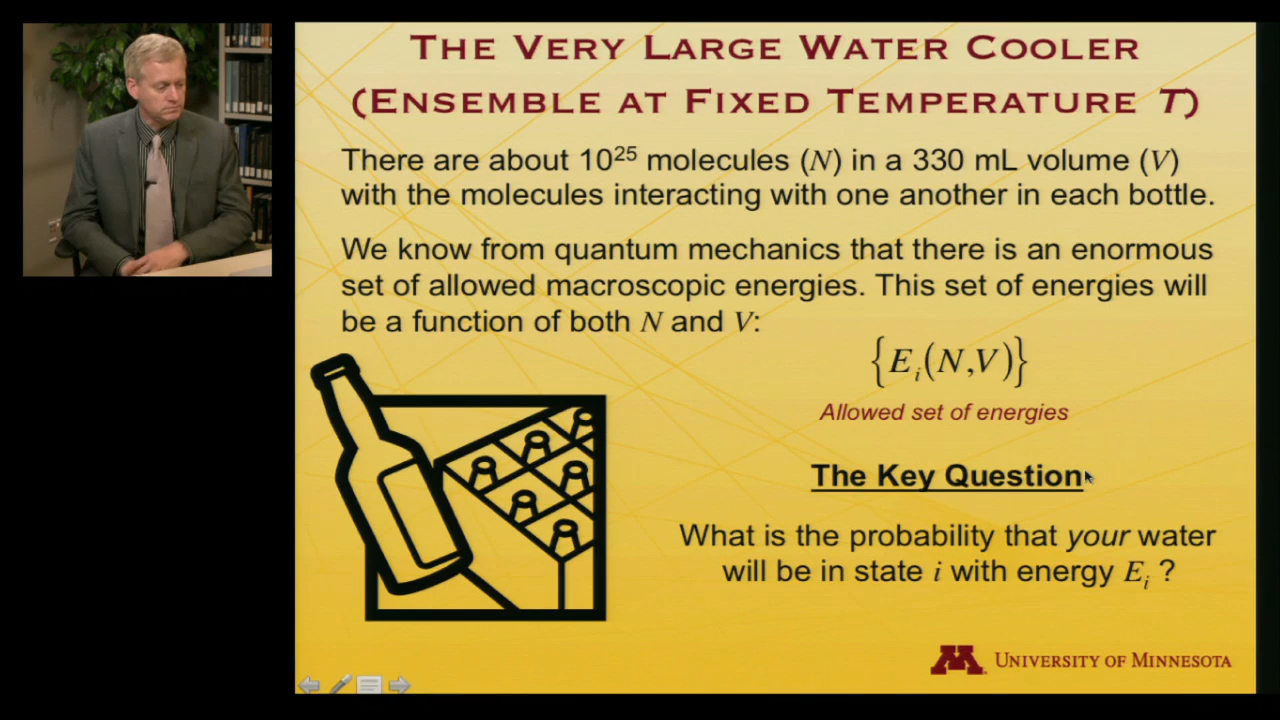 THE VERY LARGE WATER COOLER
(ENSEMBLE AT FIXED TEMPERATURE T)
There are about 10²⁵ molecules (N) in a 330 mL volume (V)
with the molecules interacting with one another in each bottle.
We know from quantum mechanics that there is an enormous
set of allowed macroscopic energies. This set of energies will
be a function of both N and V:
{Eᵢ(N,V)}
Allowed set of energies
The Key Question
What is the probability that your water
will be in state i with energy Eᵢ ?
M UNIVERSITY OF MINNESOTA